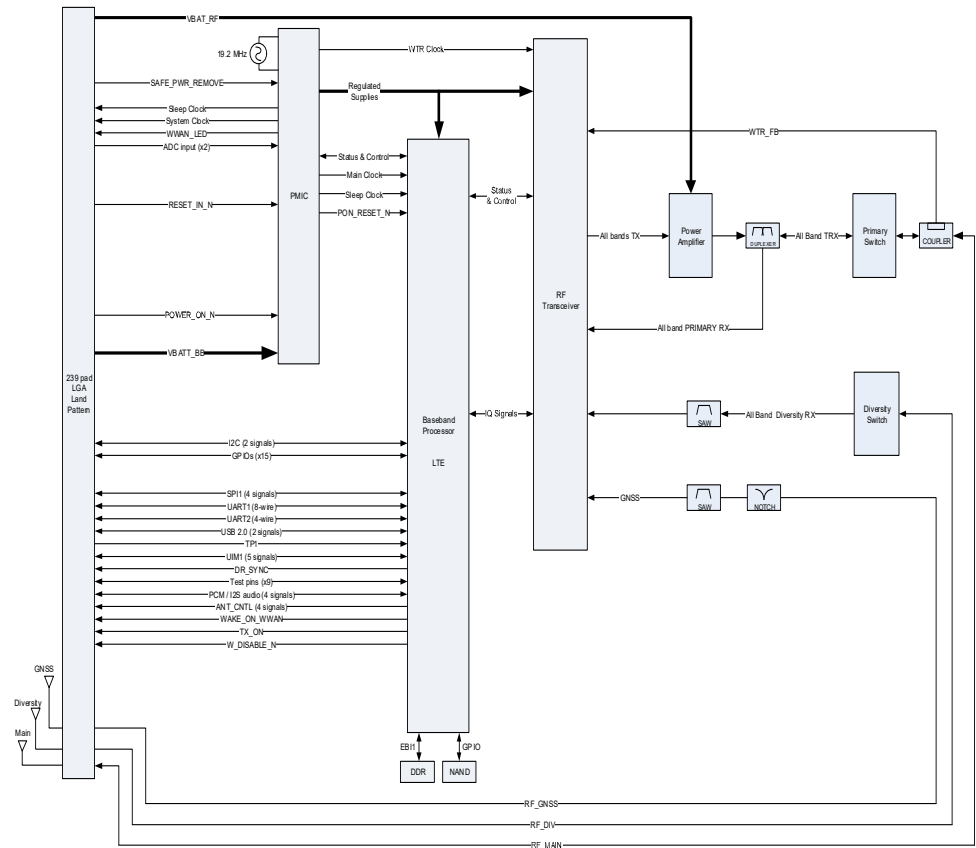 VBAT_RF
19.2 MHz
WTR Clock
SAFE_PWR_REMOVE
Regulated
Supplies
Sleep Clock
System Clock
WWAN_LED
ADC input (x2)
WTR_FB
Status & Control
Main Clock
Sleep Clock
PON_RESET_N
PMIC
RESET_IN_N
Status
& Control
All bands TX
Power
Amplifier
DUPLEXER
All Band TRX
Primary
Switch
COUPLER
RF
Transceiver
POWER_ON_N
All band PRIMARY RX
VBATT_BB
239 pad
LGA
Land
Pattern
Baseband
Processor
LTE
IQ Signals
SAW
All Band Diversity RX
Diversity
Switch
I2C (2 signals)
GPIOs (x15)
SPI1 (4 signals)
UART1(8-wire)
UART2 (4-wire)
USB 2.0 (2 signals)
TP1
UIM1 (5 signals)
DR_SYNC
Test pins (x9)
PCM / I2S audio (4 signals)
ANT_CNTL (4 signals)
WAKE_ON_WWAN
TX_ON
W_DISABLE_N
GNSS
SAW
NOTCH
GNSS
Diversity
Main
EBI1
GPIO
DDR
NAND
RF_GNSS
RF_DIV
RF_MAIN